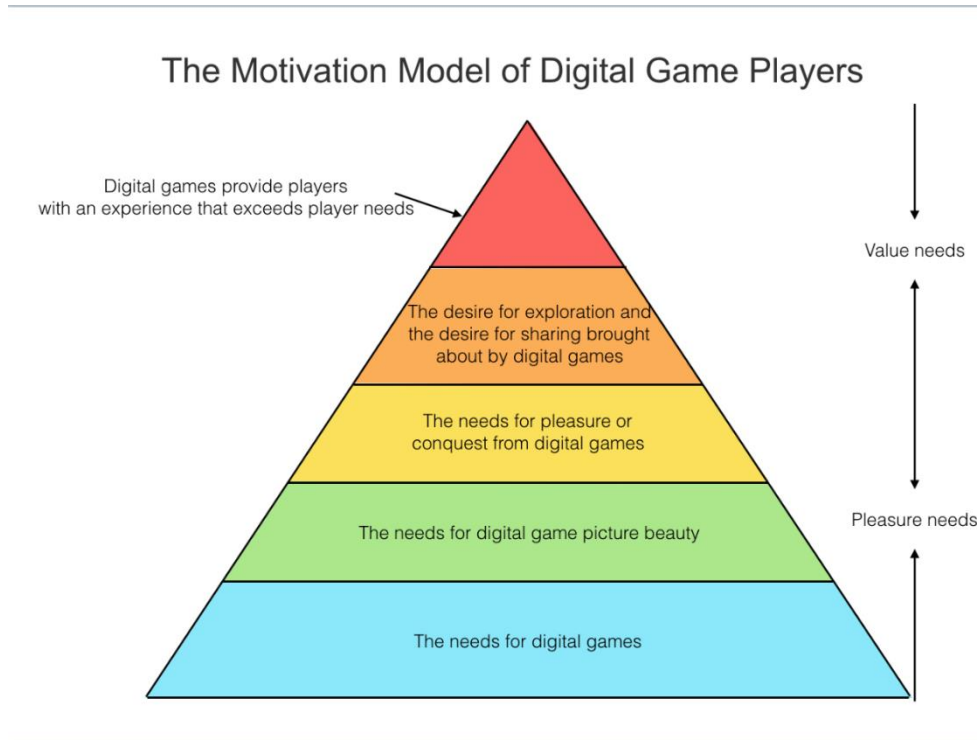 The Motivation Model of Digital Game Players
Digital games provide players
with an experience that exceeds player needs
Value needs
The desire for exploration and
the desire for sharing brought
about by digital games
The needs for pleasure or
conquest from digital games
Pleasure needs
The needs for digital game picture beauty
The needs for digital games